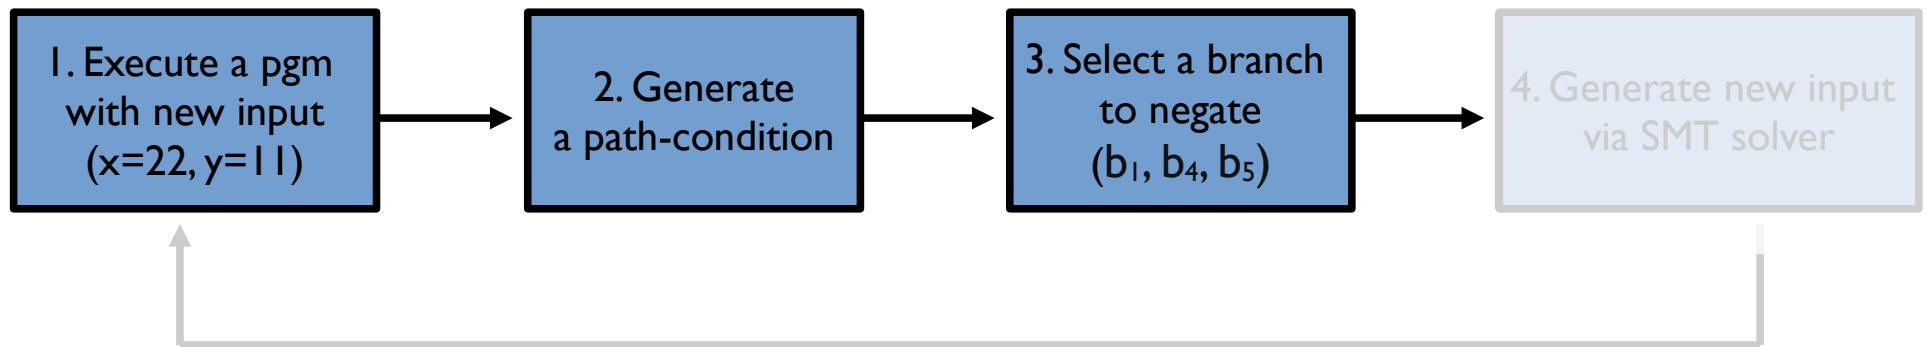 1. Execute a pgm
with new input
(x=22, y=11)
2. Generate
a path-condition
3. Select a branch
to negate
(b₁, b₄, b₅)
4. Generate new input
via SMT solver